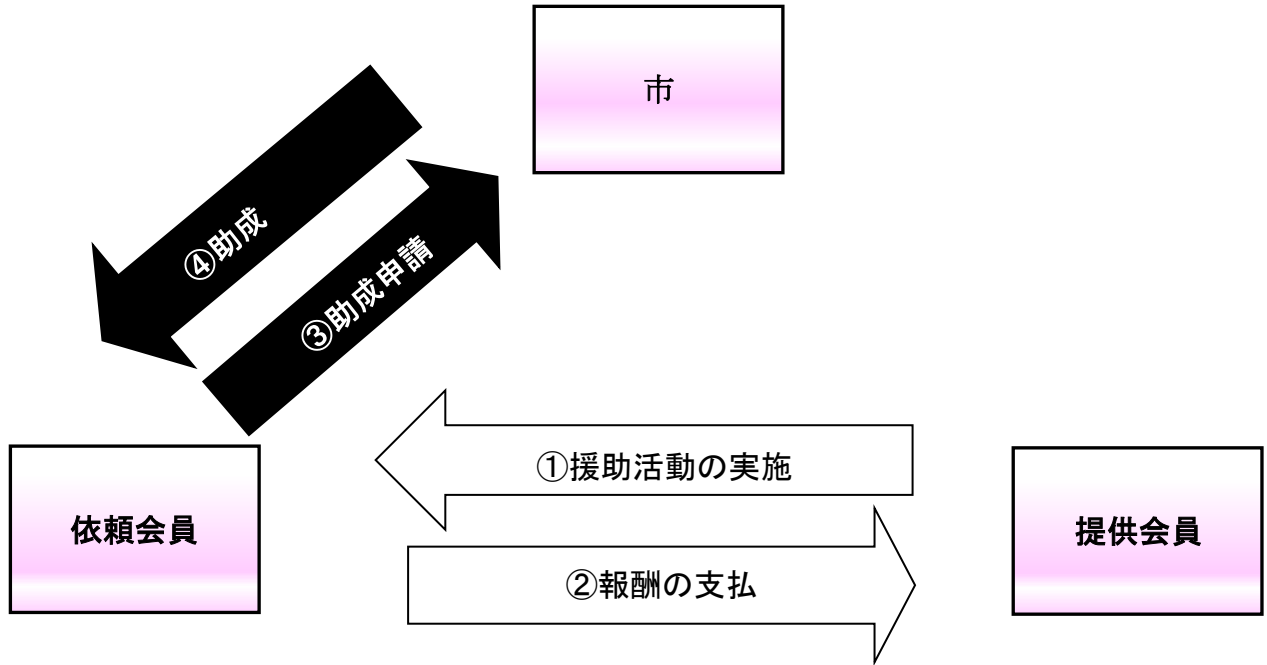 市
④助成
③助成申請
①援助活動の実施
依頼会員
提供会員
②報酬の支払